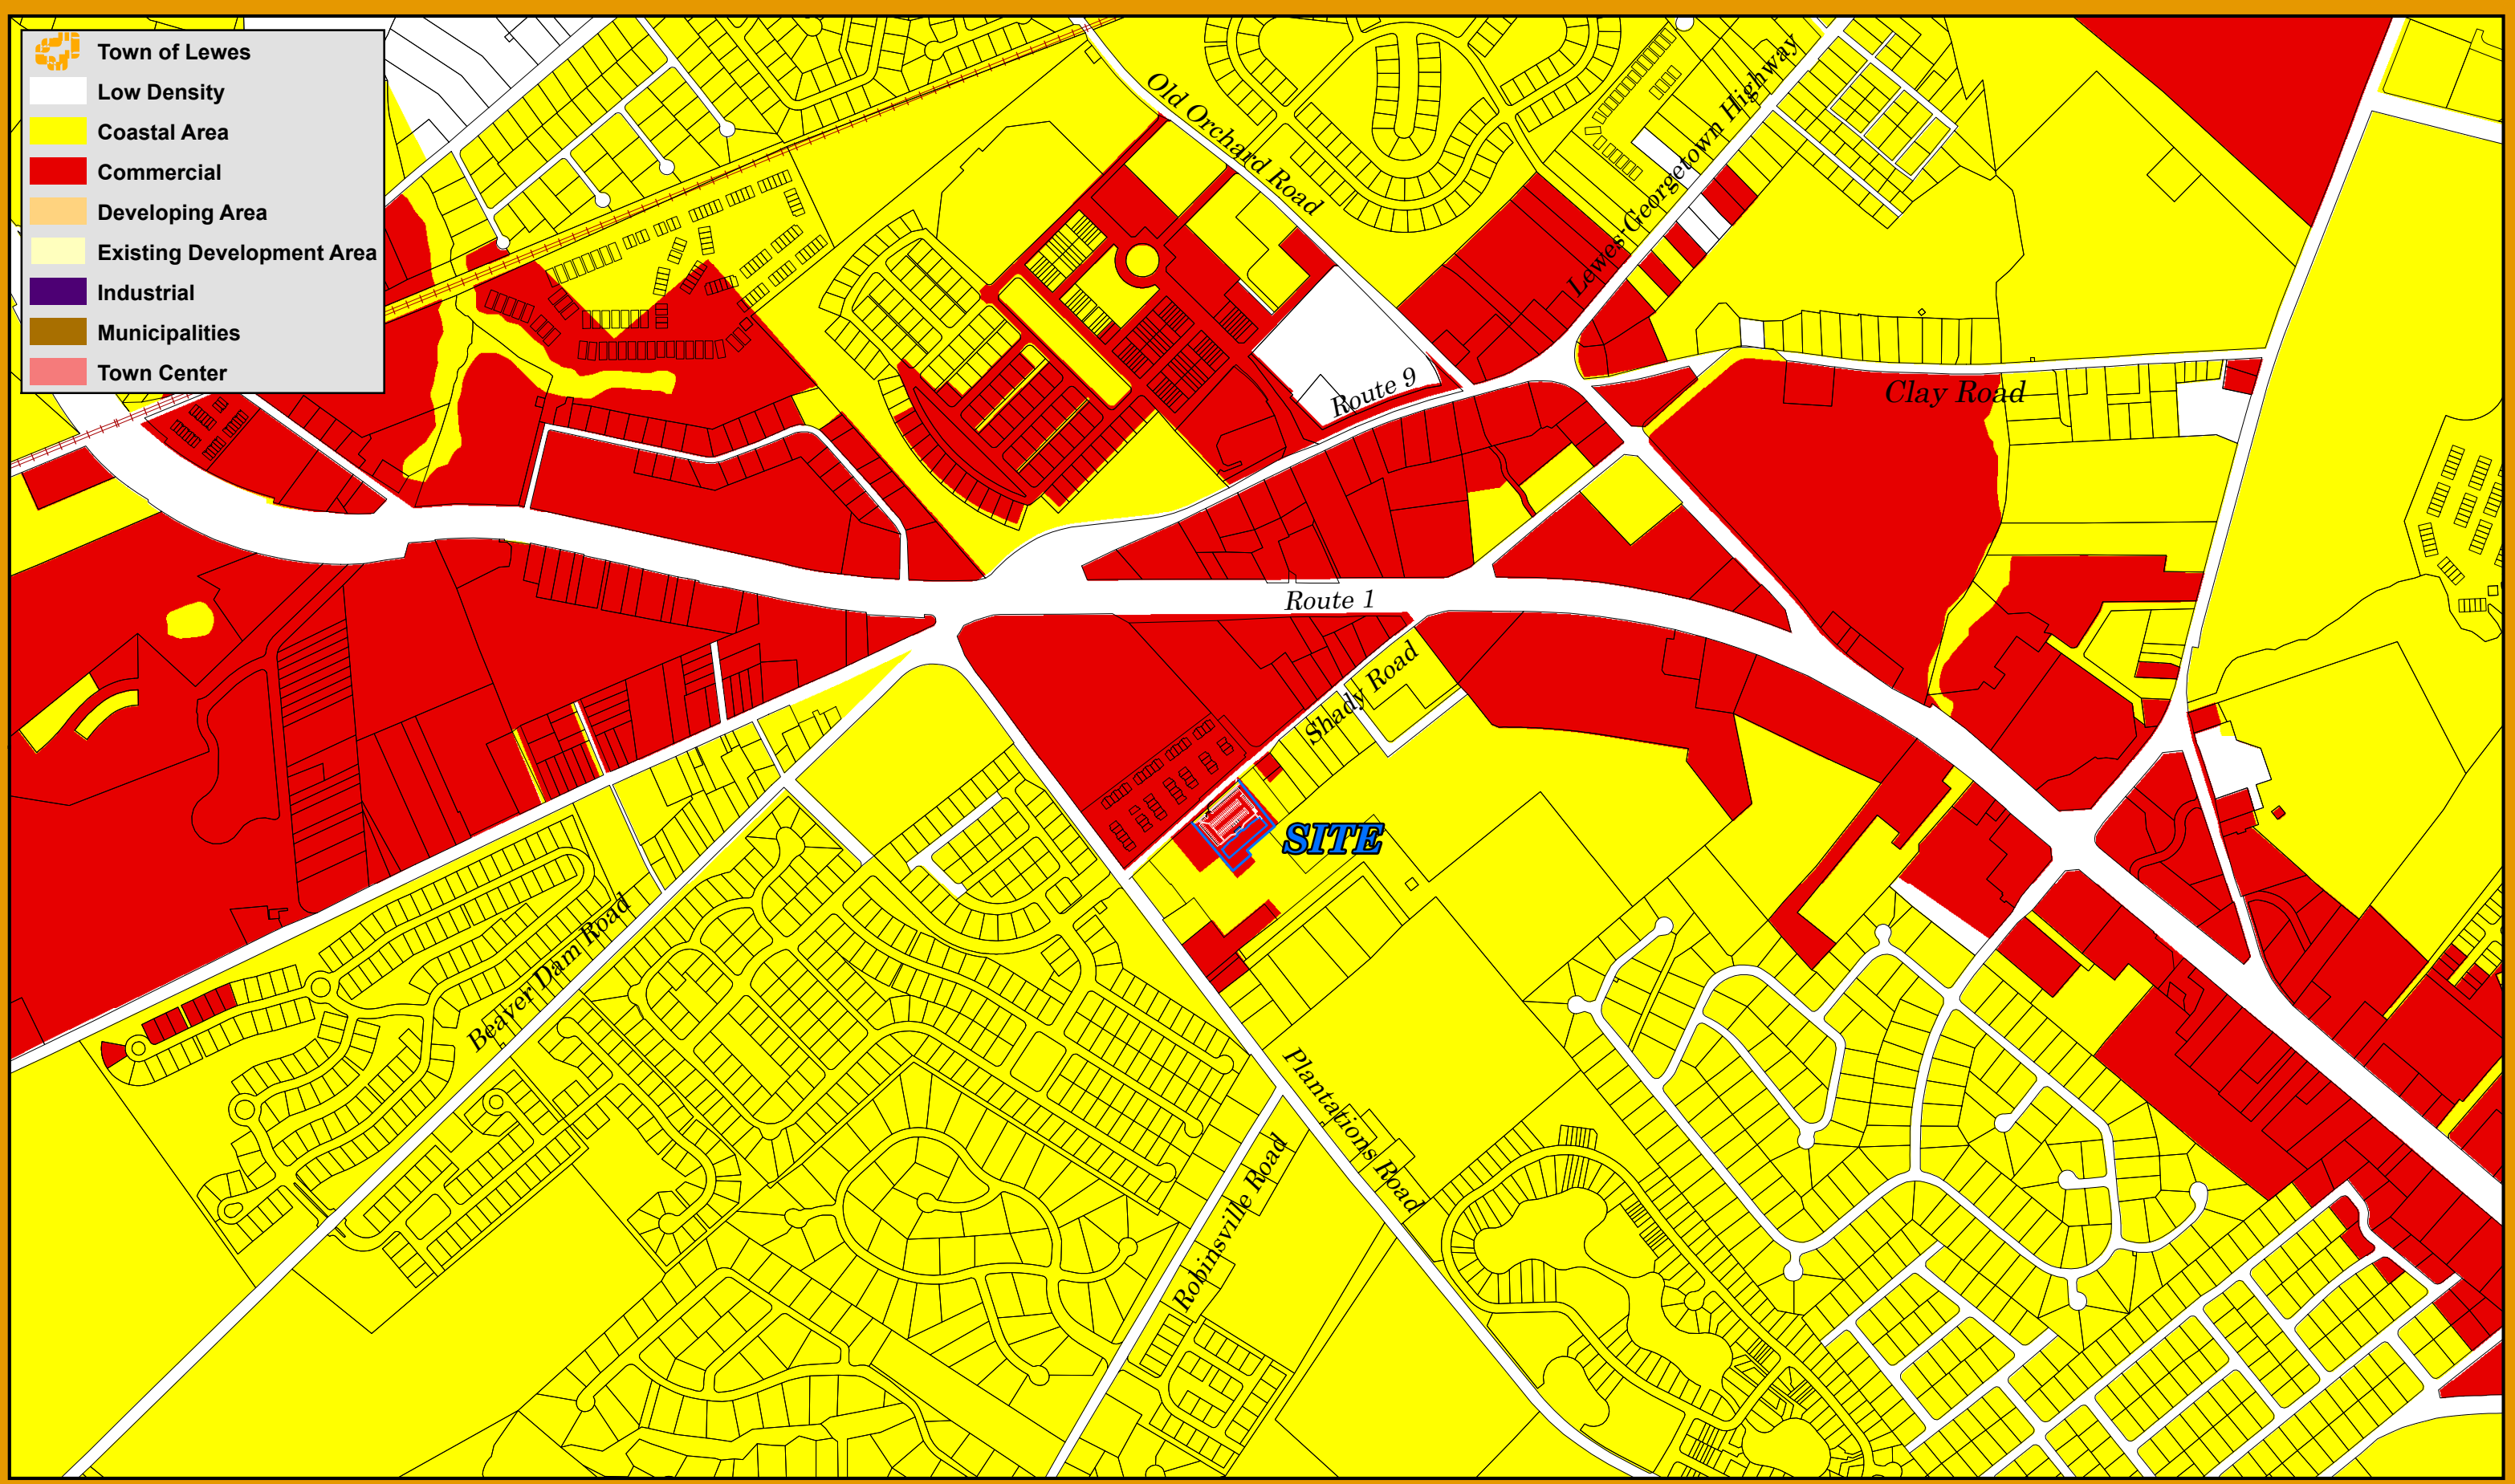 Town of Lewes
Low Density
Coastal Area
Commercial
Developing Area
Existing Development Area
Industrial
Municipalities
Town Center
Old Orchard Road
Lewes-Georgetown Highway
Route 9
Clay Road
Route 1
Shady Road
SITE
Beaver Dam Road
Plantations Road
Robinsville Road